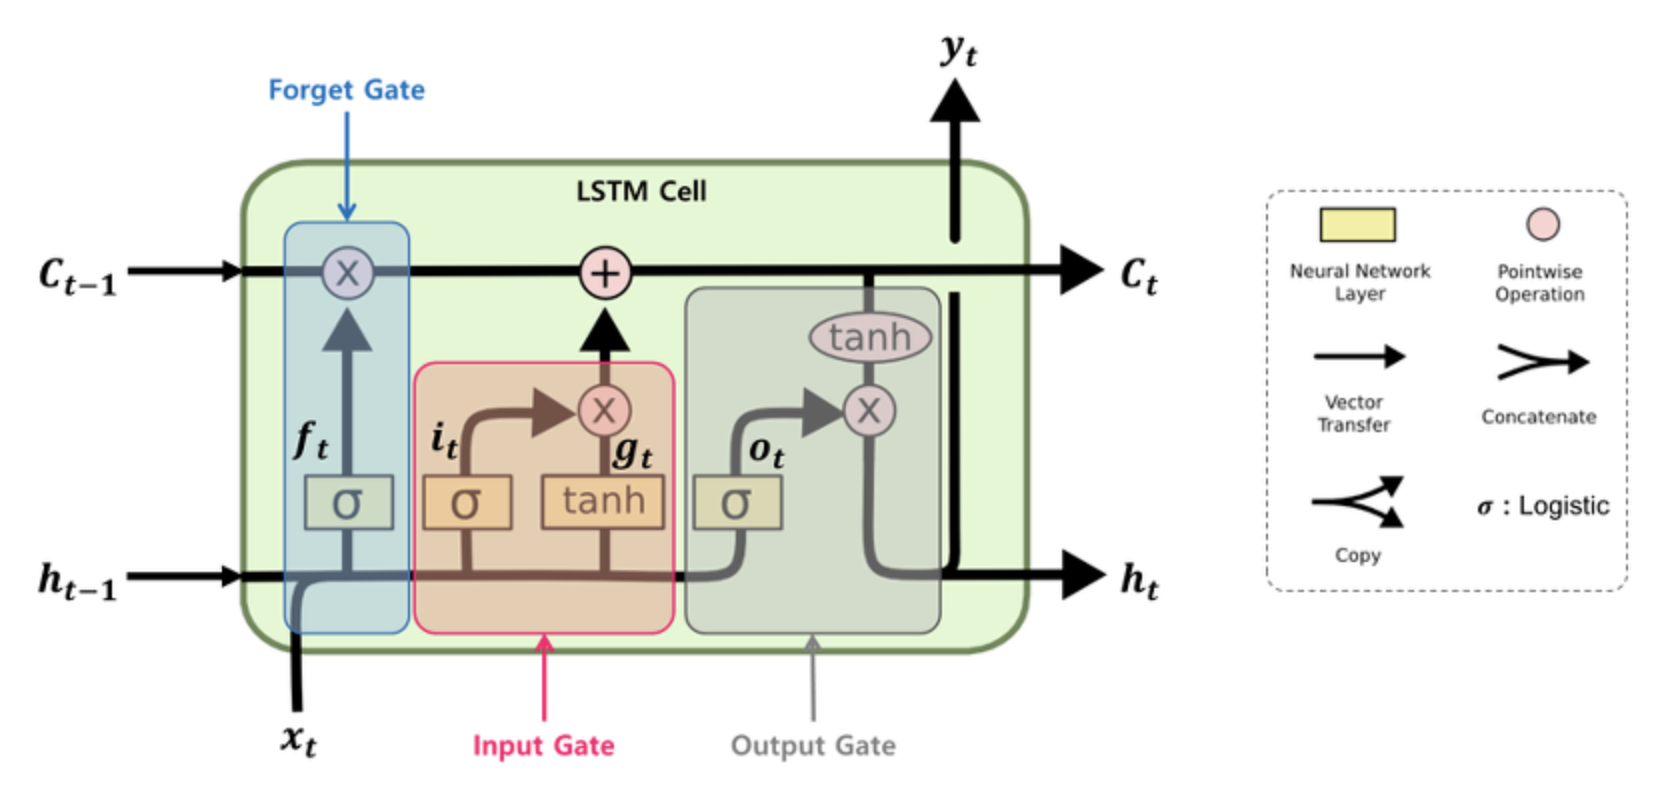 y_t
Forget Gate
LSTM Cell
C_{t-1}
x
+
C_t
tanh
f_t
i_t
x
g_t
o_t
x
σ
σ
tanh
σ
h_{t-1}
h_t
x_t
Input Gate
Output Gate
Neural Network
Layer
Pointwise
Operation
Vector
Transfer
Concatenate
Copy
σ : Logistic